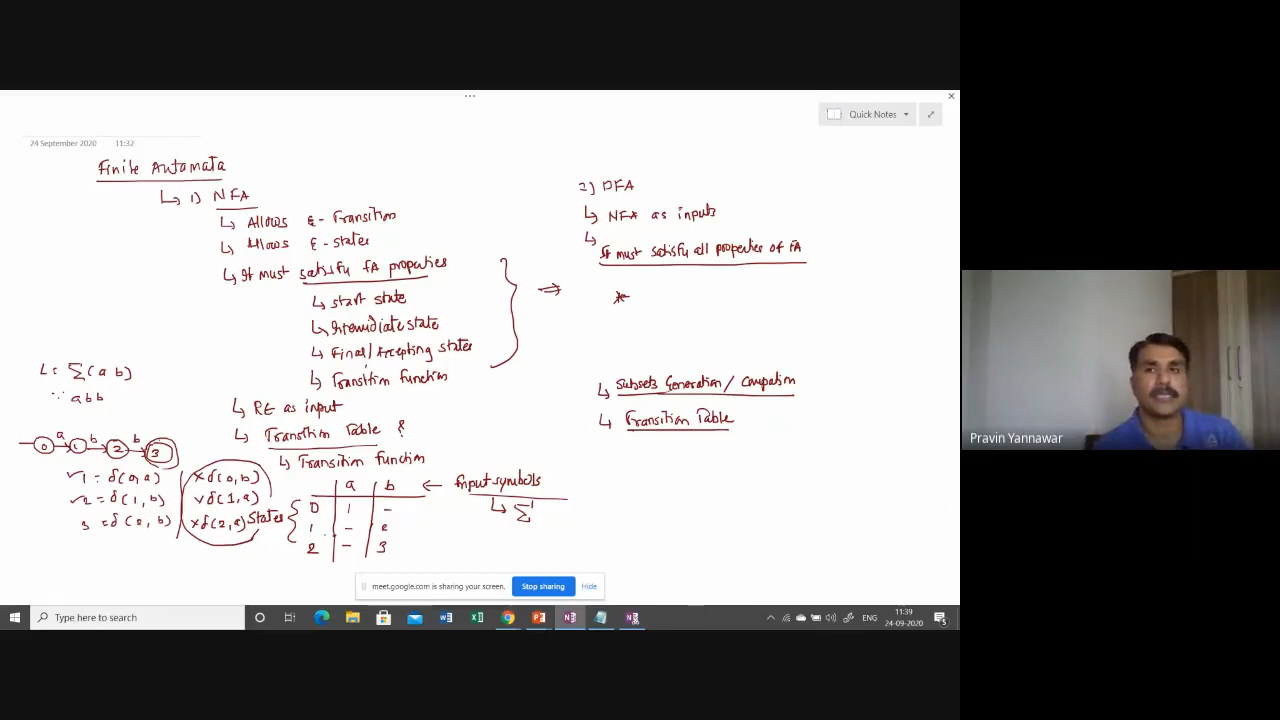 Quick Notes
24 September 2020 11:32
Finite Automata
1) NFA
Allows ε - Transition
Allows ε - states
It must satisfy FA properties
start state
Intermidiate state
Final/Accepting states
Transition Function
RE as input
Transition Table &
Transition Function
a b
0 1 -
1 - 2
2 - 3
States
← Input symbols
Σ
L = Σ(a b)
∵ abb
a b b
0 1 2 3
✓1 = δ(0,a)
✓2 = δ(1,b)
3 = δ(2,b)
×δ(0,b)
×δ(1,a)
×δ(2,a)
⇒
2) DFA
NFA as inputs
It must satisfy all properties of FA
*
Subsets Generation/
Transition Table
meet.google.com is sharing your screen. Stop sharing Hide
Pravin Yannawar
Type here to search
ENG
11:39
24-09-2020
5